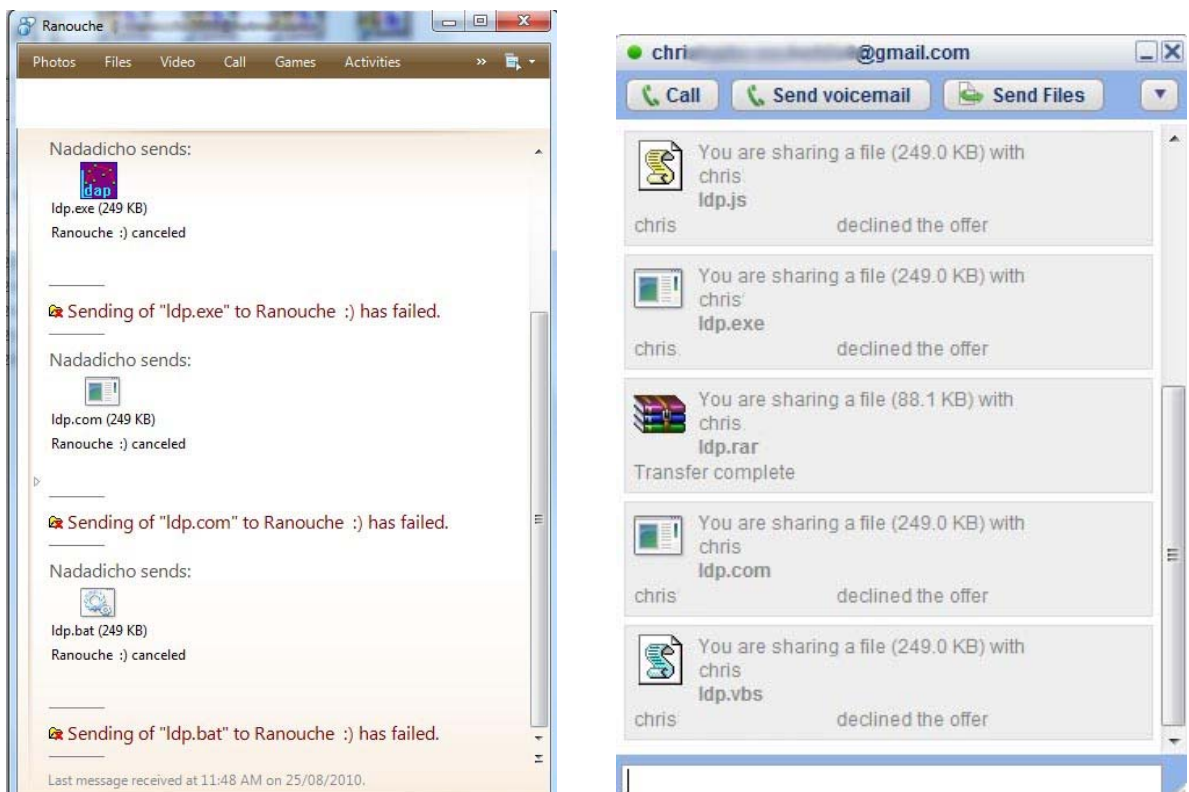 Ranouche
Photos Files Video Call Games Activities »
Nadadicho sends:
ldap
ldp.exe (249 KB)
Ranouche :) canceled
Sending of "ldp.exe" to Ranouche :) has failed.
Nadadicho sends:
ldp.com (249 KB)
Ranouche :) canceled
Sending of "ldp.com" to Ranouche :) has failed.
Nadadicho sends:
ldp.bat (249 KB)
Ranouche :) canceled
Sending of "ldp.bat" to Ranouche :) has failed.
Last message received at 11:48 AM on 25/08/2010.
chri @gmail.com
Call Send voicemail Send Files
You are sharing a file (249.0 KB) with
chris
ldp.js
chris declined the offer
You are sharing a file (249.0 KB) with
chris
ldp.exe
chris declined the offer
You are sharing a file (88.1 KB) with
chris
ldp.rar
Transfer complete
You are sharing a file (249.0 KB) with
chris
ldp.com
chris declined the offer
You are sharing a file (249.0 KB) with
chris
ldp.vbs
chris declined the offer